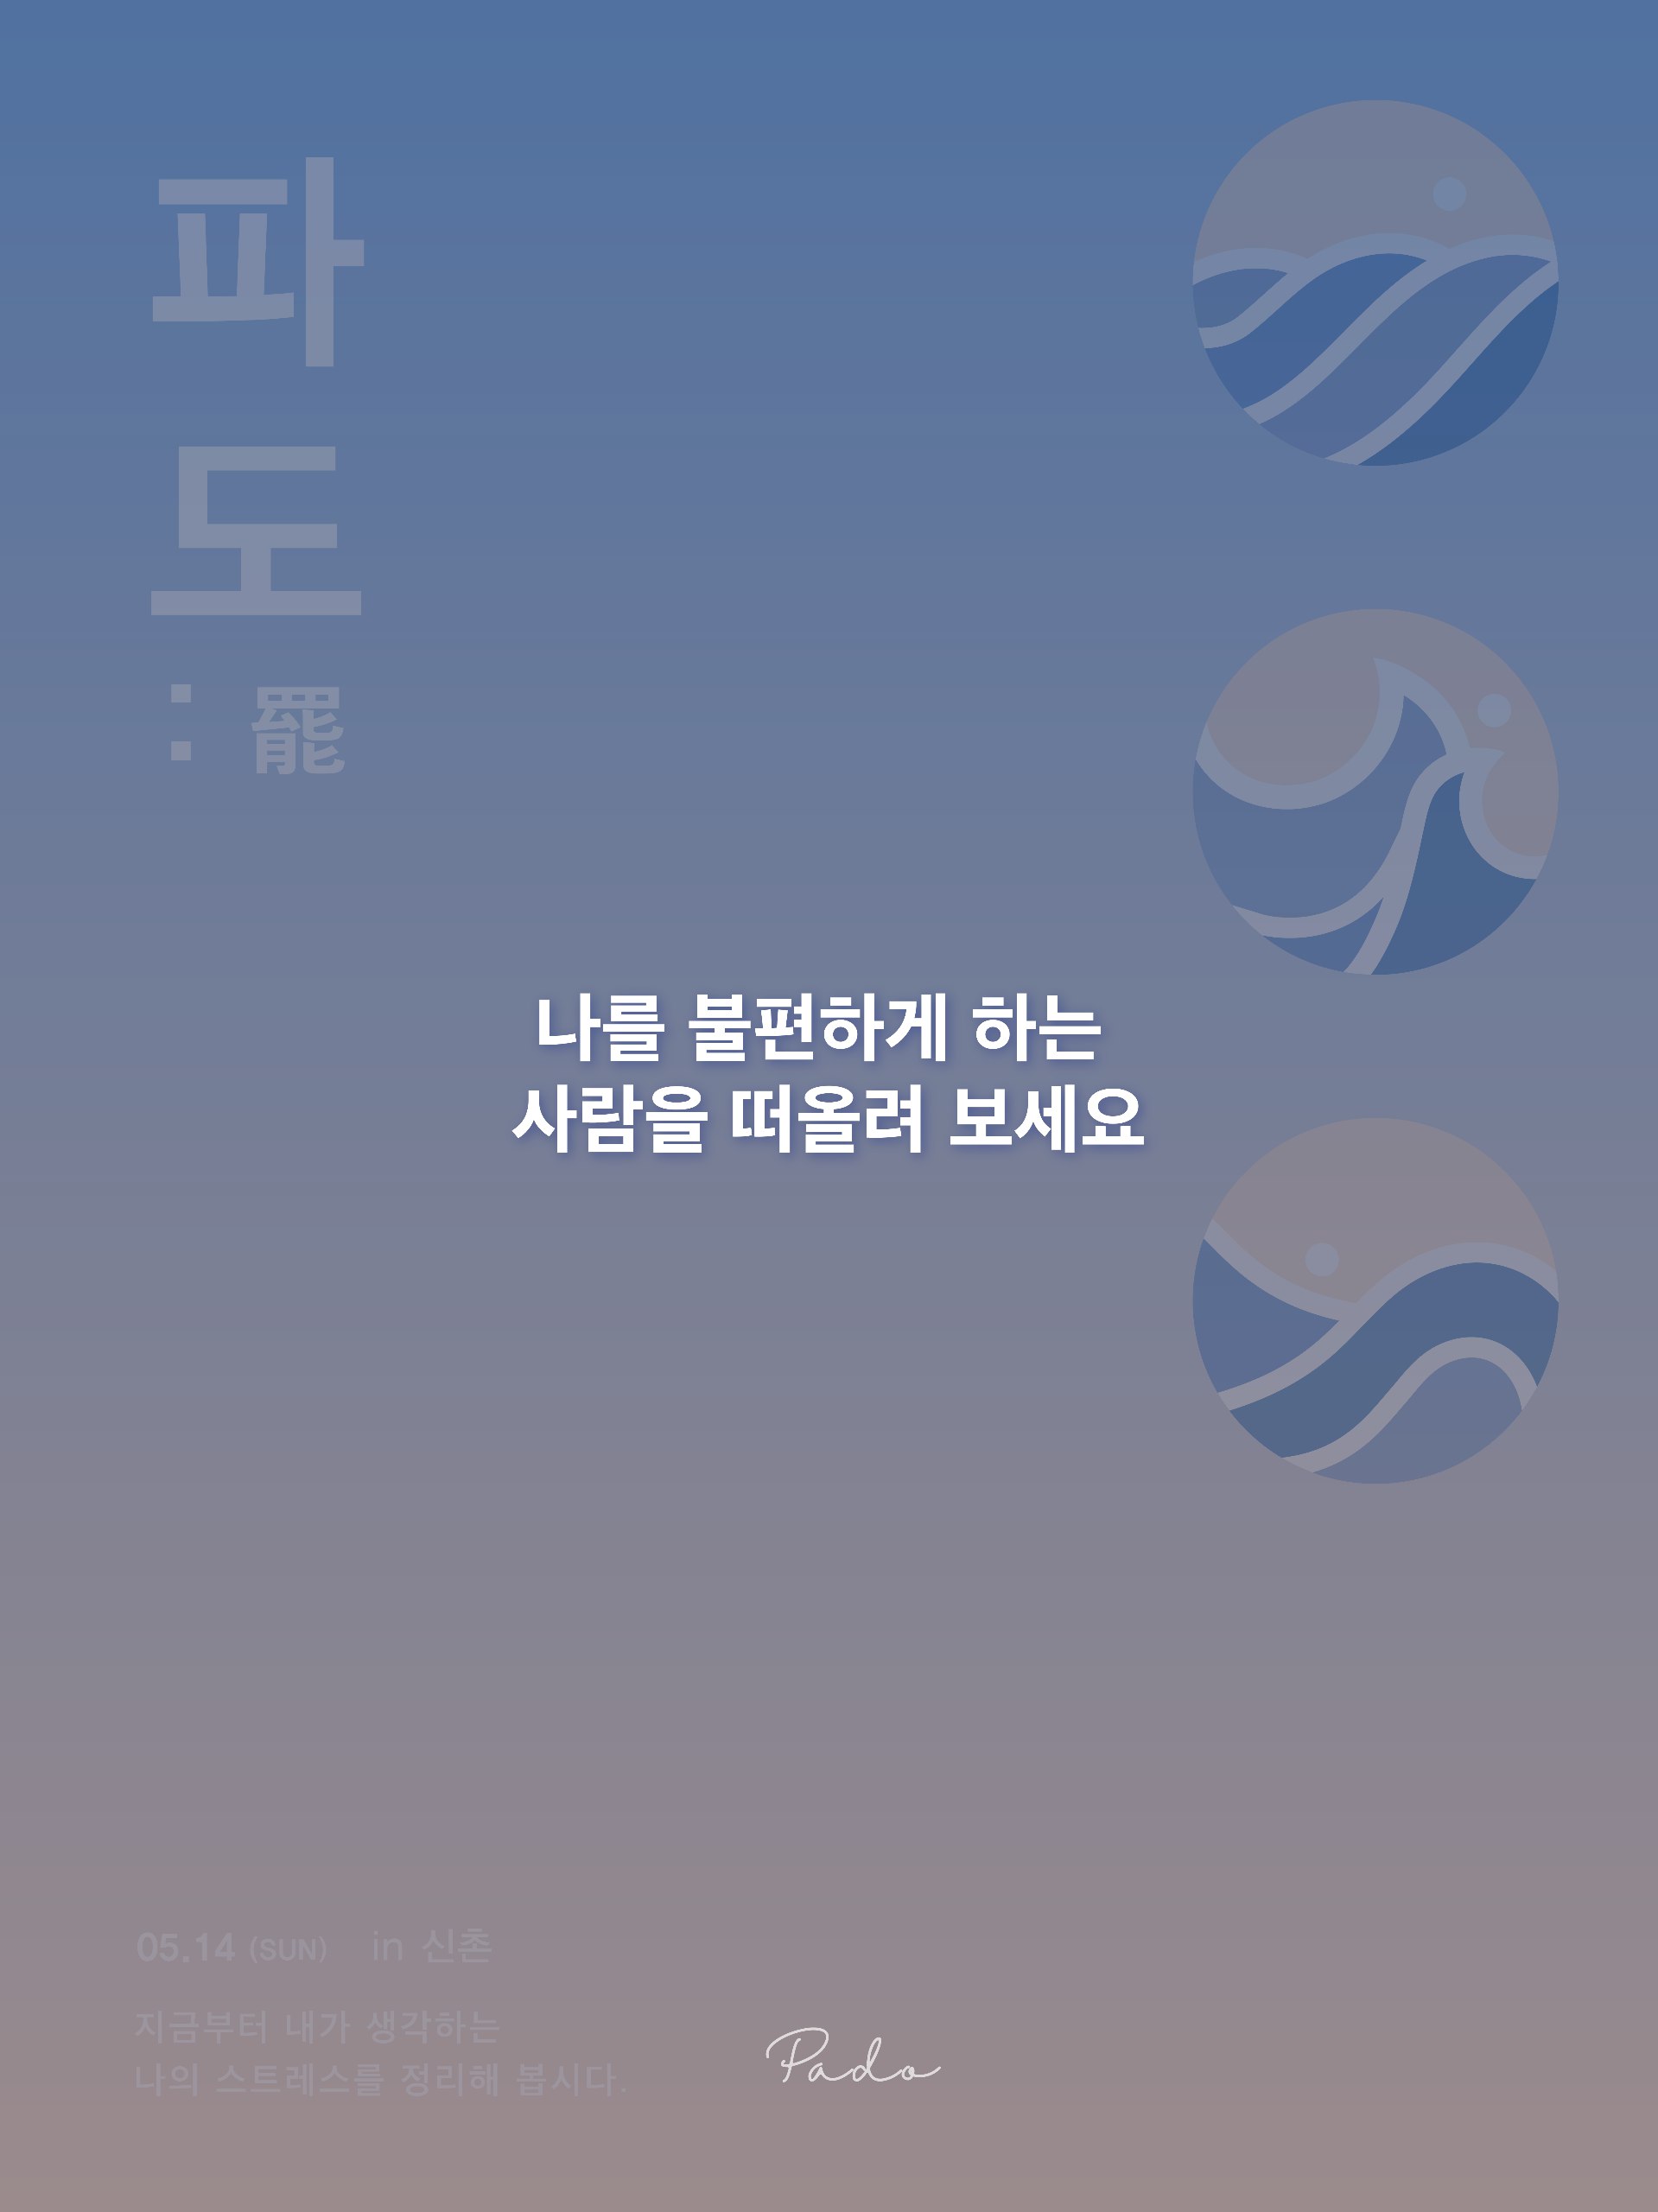 파
도
: 罷
나를 불편하게 하는
사람을 떠올려 보세요
05.14 (SUN) in 신촌
지금부터 내가 생각하는
나의 스트레스를 정리해 봅시다.
Pado